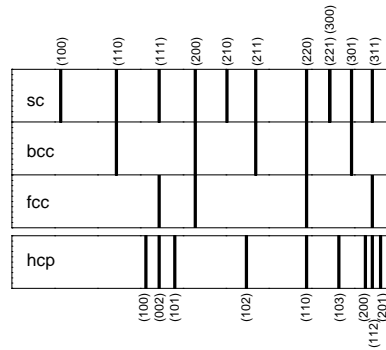 (100) (110) (111) (200) (210) (211) (220) (221) (300) (301) (311)
sc
bcc
fcc
hcp
(100) (002) (101) (102) (110) (103) (200) (112) (201)